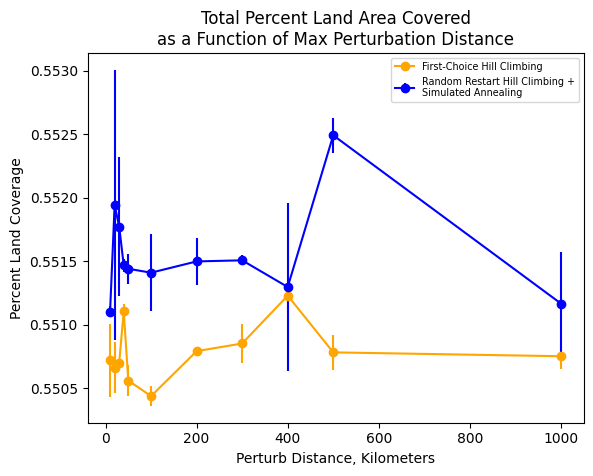 Total Percent Land Area Covered
as a Function of Max Perturbation Distance
First-Choice Hill Climbing
Random Restart Hill Climbing +
Simulated Annealing
Percent Land Coverage
0.5530
0.5525
0.5520
0.5515
0.5510
0.5505
0 200 400 600 800 1000
Perturb Distance, Kilometers